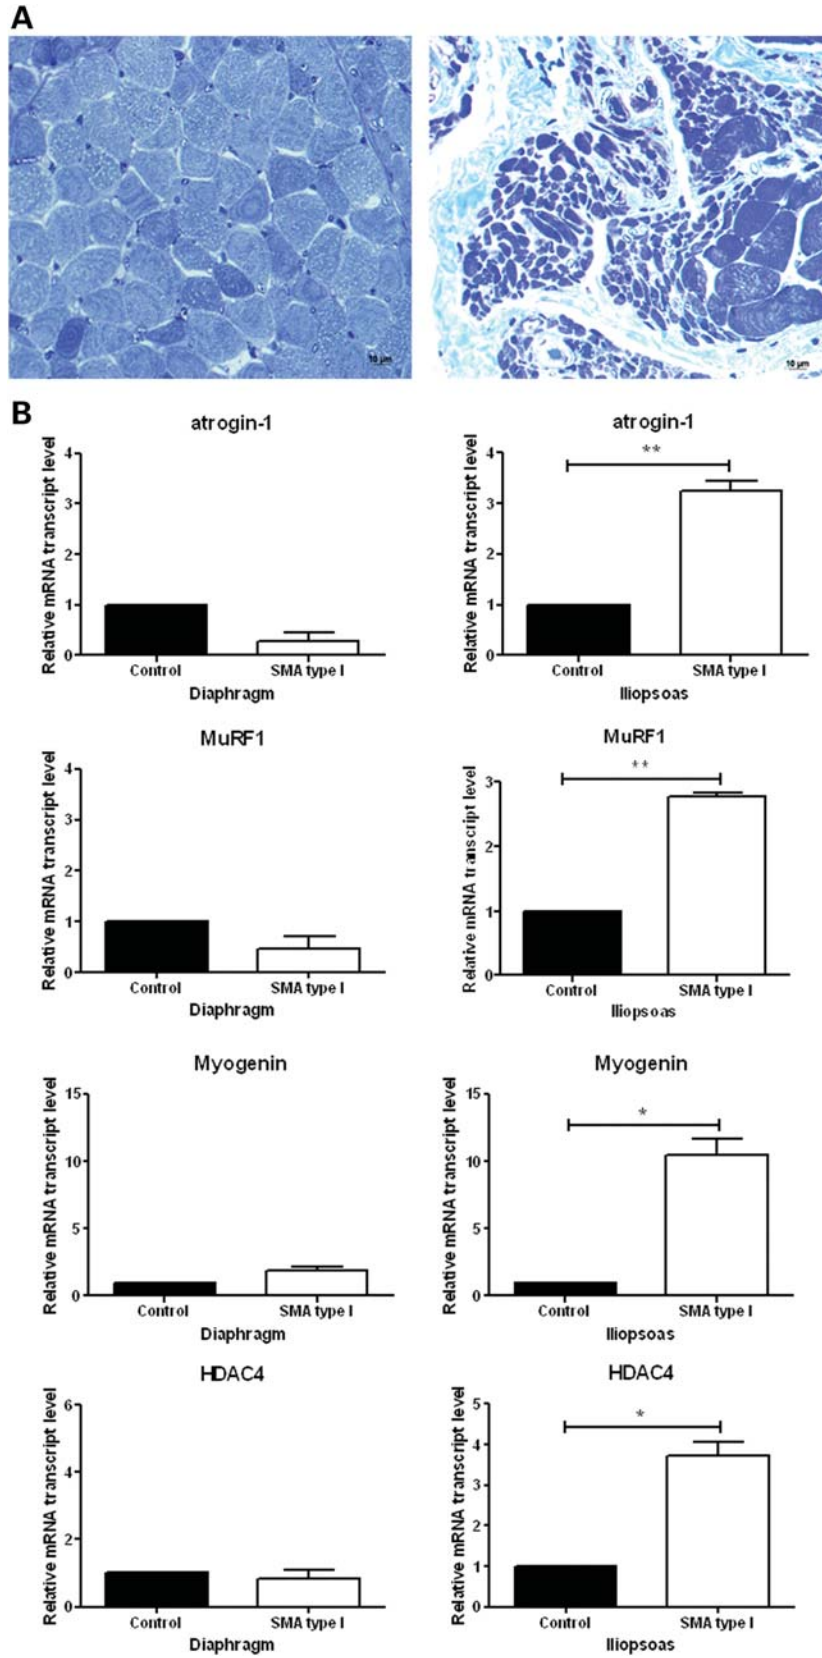 A
10 µm
10 µm
B
atrogin-1
Relative mRNA transcript level
4
3
2
1
0
Control
SMA type I
Diaphragm
atrogin-1
Relative mRNA transcript level
4
3
2
1
0
**
Control
SMA type I
Iliopsoas
MuRF1
Relative mRNA transcript level
4
3
2
1
0
Control
SMA type I
Diaphragm
MuRF1
Relative mRNA transcript level
3
2
1
0
**
Control
SMA type I
Iliopsoas
Myogenin
Relative mRNA transcript level
15
10
5
0
Control
SMA type I
Diaphragm
Myogenin
Relative mRNA transcript level
15
10
5
0
*
Control
SMA type I
Iliopsoas
HDAC4
Relative mRNA transcript level
6
4
2
0
Control
SMA type I
Diaphragm
HDAC4
Relative mRNA transcript level
5
4
3
2
1
0
*
Control
SMA type I
Iliopsoas